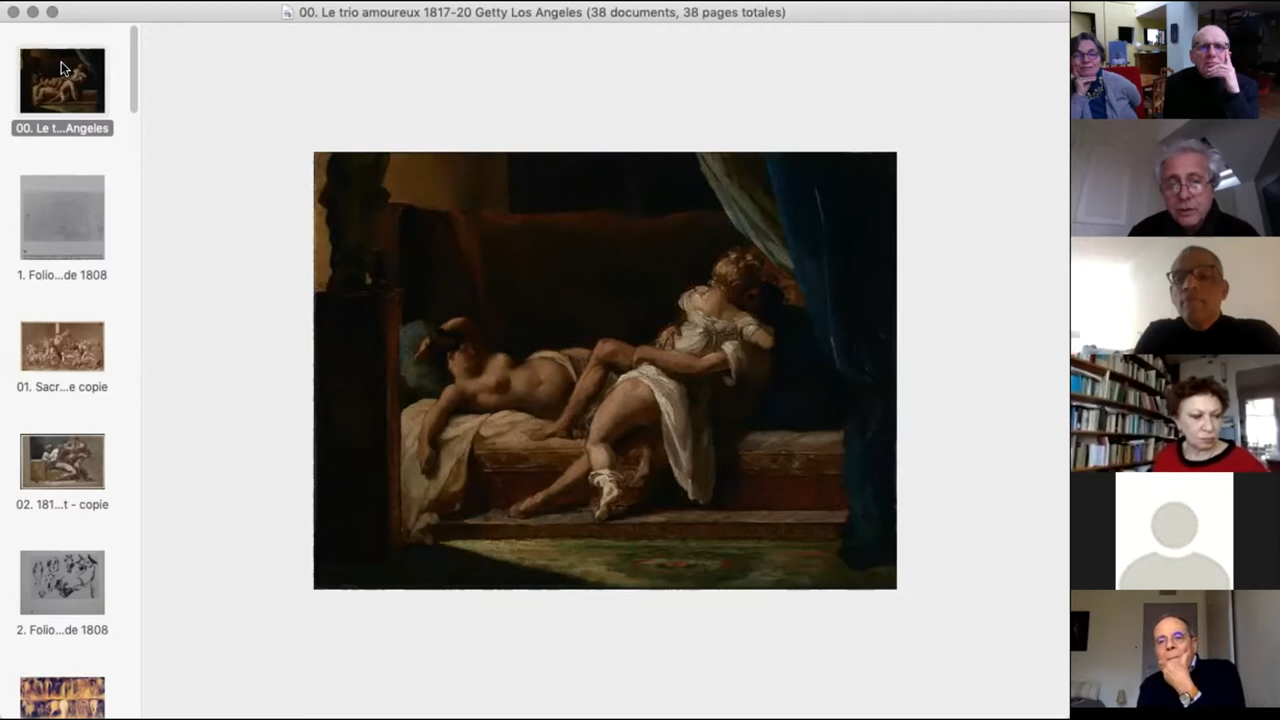 00. Le trio amoureux 1817-20 Getty Los Angeles (38 documents, 38 pages totales)
00. Le t...Angeles
1. Folio...de 1808
01. Sacr...e copie
02. 181...t - copie
2. Folio...de 1808